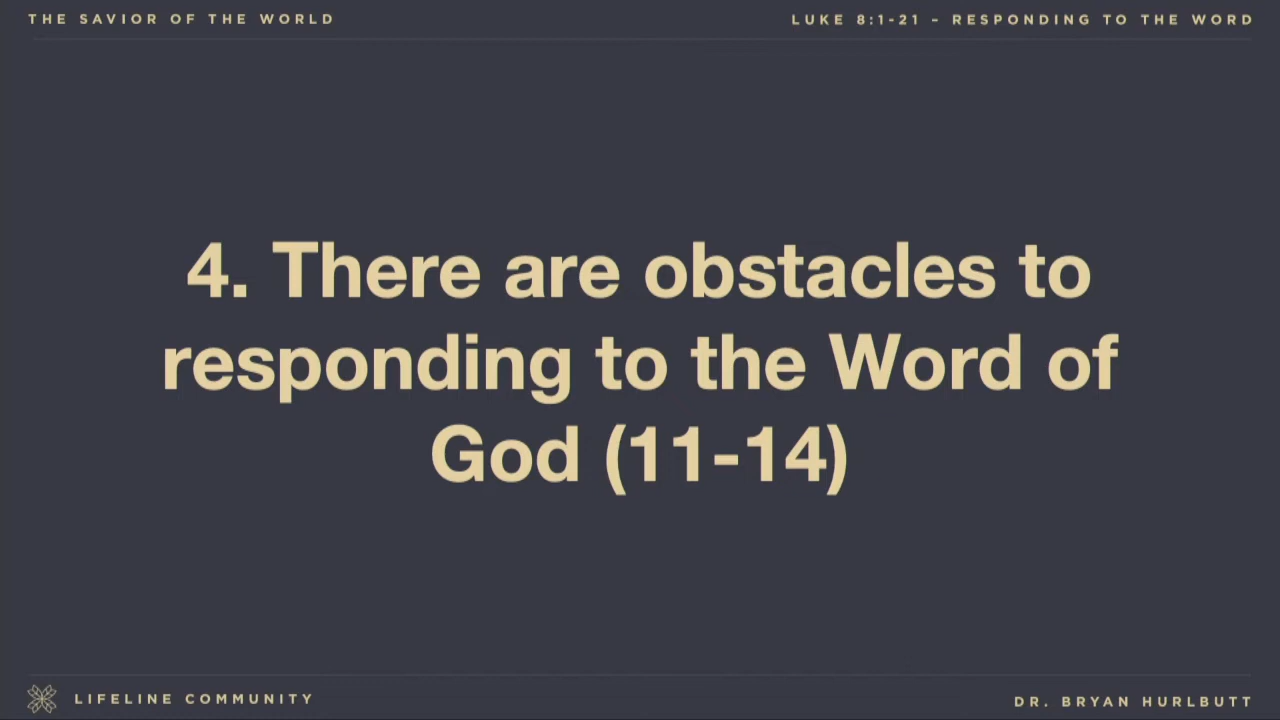 THE SAVIOR OF THE WORLD
LUKE 8:1-21 – RESPONDING TO THE WORD
4. There are obstacles to
responding to the Word of
God (11-14)
LIFELINE COMMUNITY
DR. BRYAN HURLBUTT